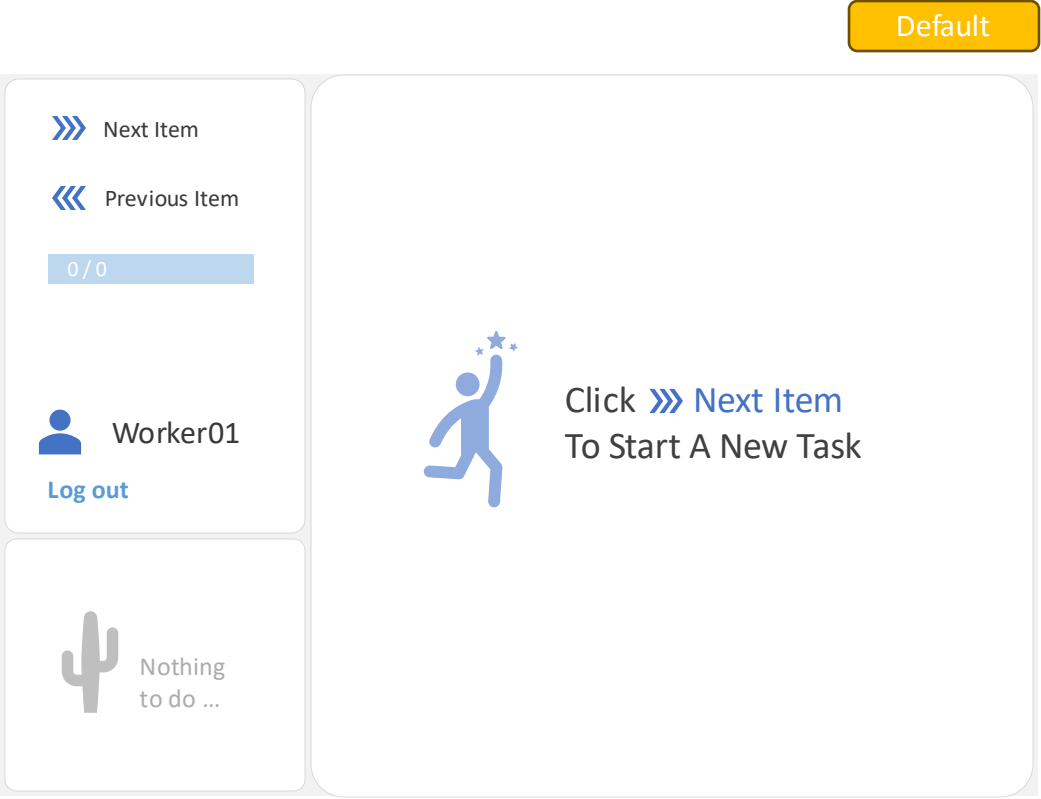 Default
Next Item
Previous Item
0 / 0
Worker01
Log out
Nothing
to do ...
Click Next Item
To Start A New Task